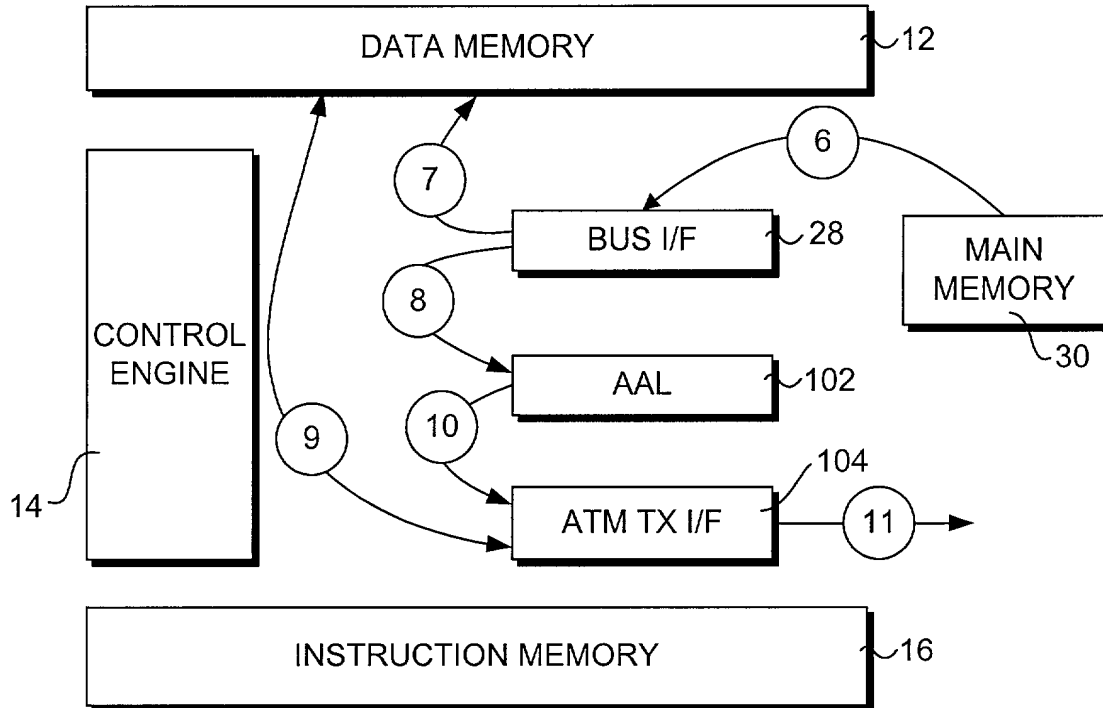 DATA MEMORY
12
6
7
BUS I/F
28
MAIN
MEMORY
30
8
CONTROL
ENGINE
14
AAL
102
10
9
104
ATM TX I/F
11
INSTRUCTION MEMORY
16